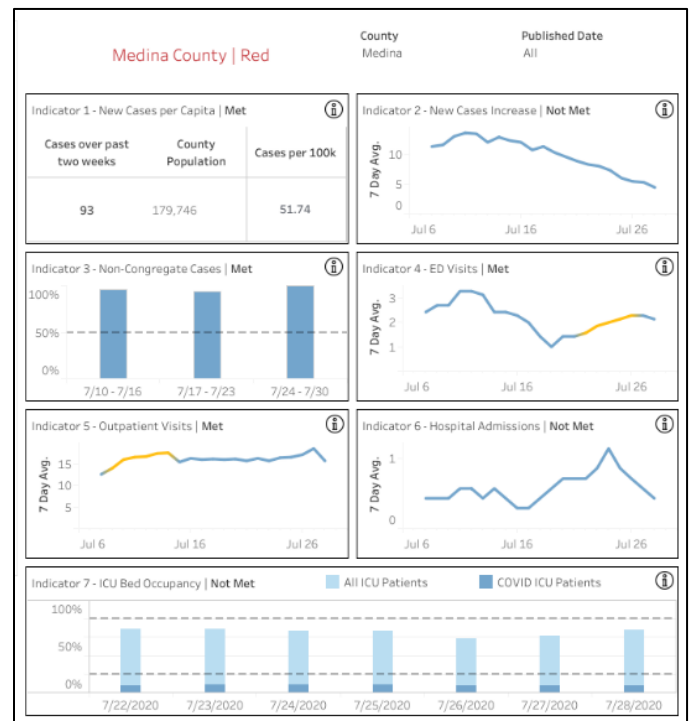 County
Published Date
Medina County | Red
Medina
All
Indicator 1 - New Cases per Capita | Met
Cases over past two weeks
County Population
Cases per 100k
93
179,746
51.74
Indicator 2 - New Cases Increase | Not Met
7 Day Avg.
10
5
0
Jul 6
Jul 16
Jul 26
Indicator 3 - Non-Congregate Cases | Met
100%
50%
0%
7/10 - 7/16
7/17 - 7/23
7/24 - 7/30
Indicator 4 - ED Visits | Met
7 Day Avg.
3
2
1
Jul 6
Jul 16
Jul 26
Indicator 5 - Outpatient Visits | Met
7 Day Avg.
15
10
5
Jul 6
Jul 16
Jul 26
Indicator 6 - Hospital Admissions | Not Met
7 Day Avg.
1
0
Jul 6
Jul 16
Jul 26
Indicator 7 - ICU Bed Occupancy | Not Met
All ICU Patients
COVID ICU Patients
100%
50%
0%
7/22/2020
7/23/2020
7/24/2020
7/25/2020
7/26/2020
7/27/2020
7/28/2020